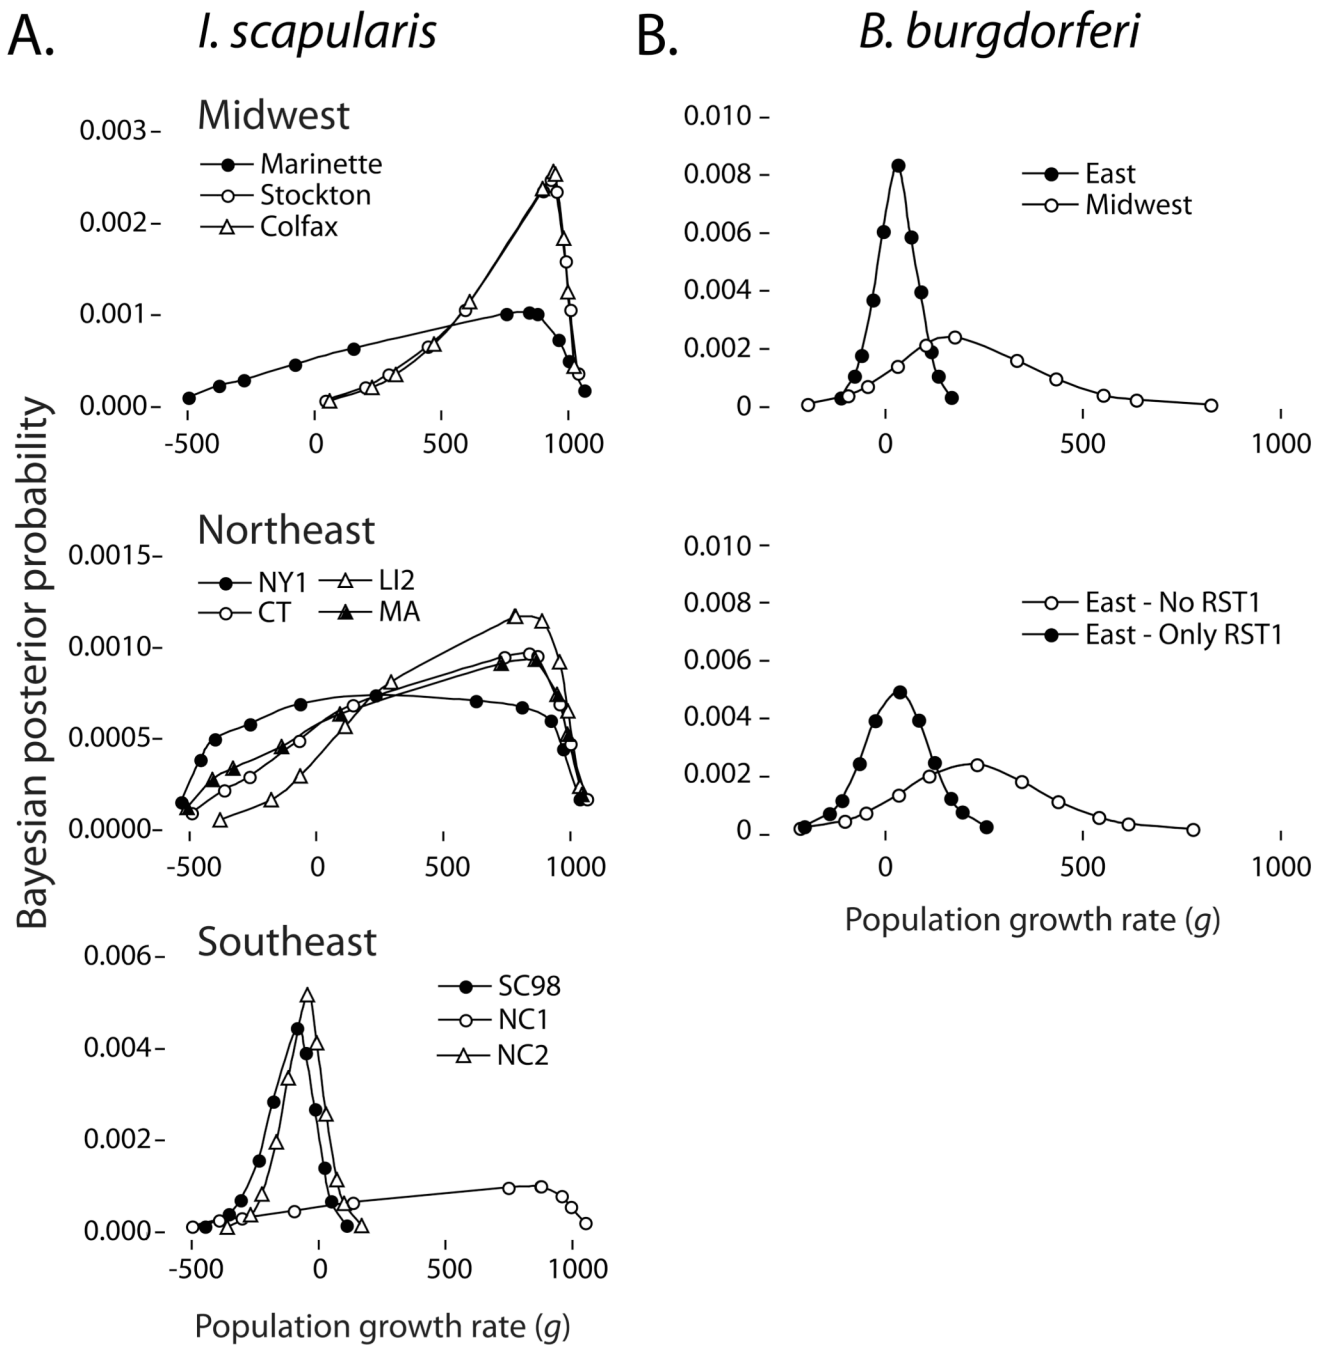 A. I. scapularis
Midwest
Marinette
Stockton
Colfax
0.003
0.002
0.001
0.000
-500 0 500 1000
Northeast
NY1 LI2
CT MA
0.0015
0.0010
0.0005
0.0000
-500 0 500 1000
Southeast
SC98
NC1
NC2
0.006
0.004
0.002
0.000
-500 0 500 1000
Population growth rate (g)
Bayesian posterior probability
B. B. burgdorferi
East
Midwest
0.010
0.008
0.006
0.004
0.002
0
0 500 1000
East - No RST1
East - Only RST1
0.010
0.008
0.006
0.004
0.002
0
0 500 1000
Population growth rate (g)